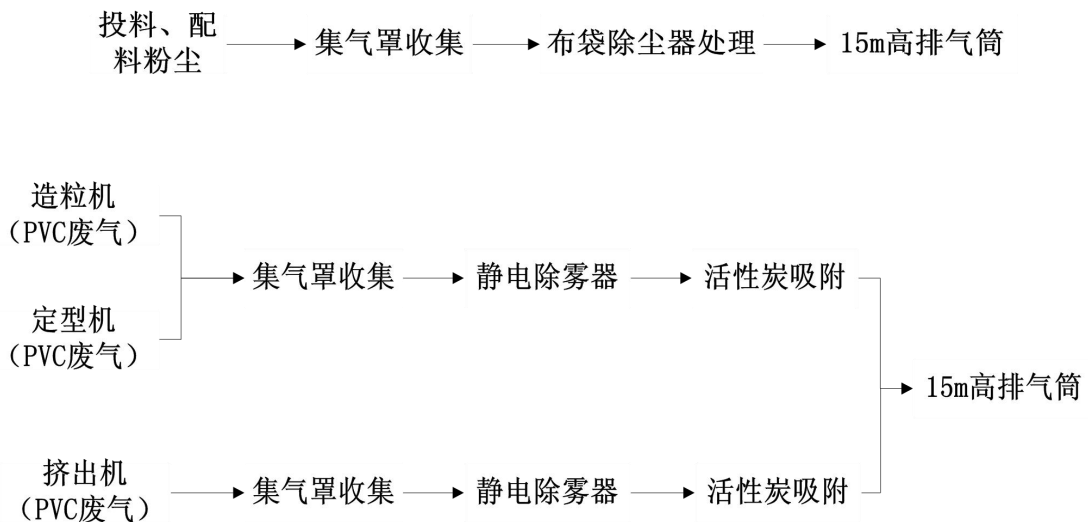 投料、配
料粉尘
集气罩收集
布袋除尘器处理
15m高排气筒
造粒机
（PVC废气）
集气罩收集
静电除雾器
活性炭吸附
定型机
（PVC废气）
15m高排气筒
挤出机
（PVC废气）
集气罩收集
静电除雾器
活性炭吸附